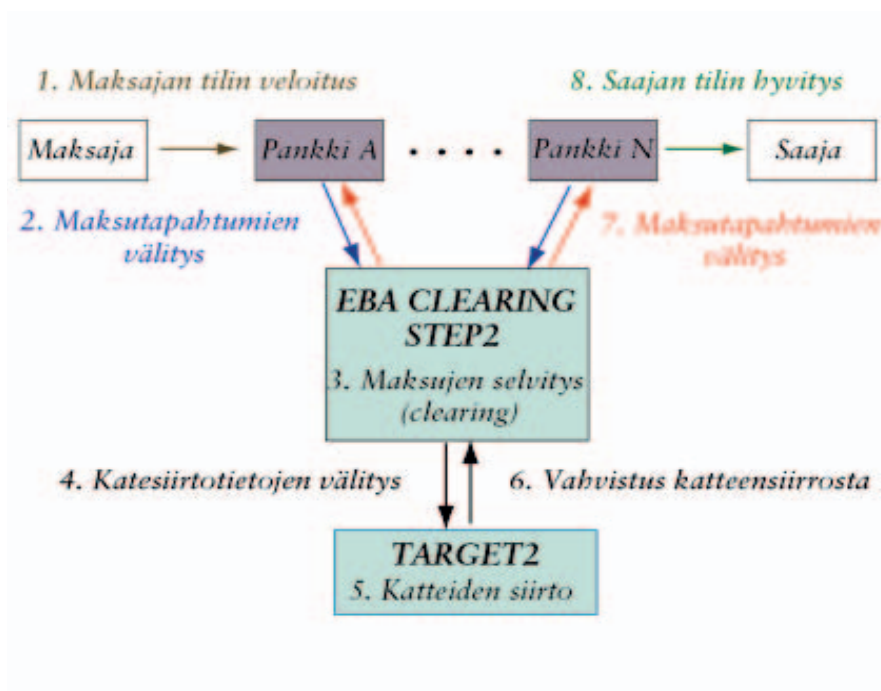 1. Maksajan tilin veloitus
8. Saajan tilin hyvitys
Maksaja
Pankki A
Pankki N
Saaja
2. Maksutapahtumien
välitys
7. Maksutapahtumien
välitys
EBA CLEARING
STEP2
3. Maksujen selvitys
(clearing)
4. Katesiirtotietojen välitys
6. Vahvistus katteensiirrosta
TARGET2
5. Katteiden siirto